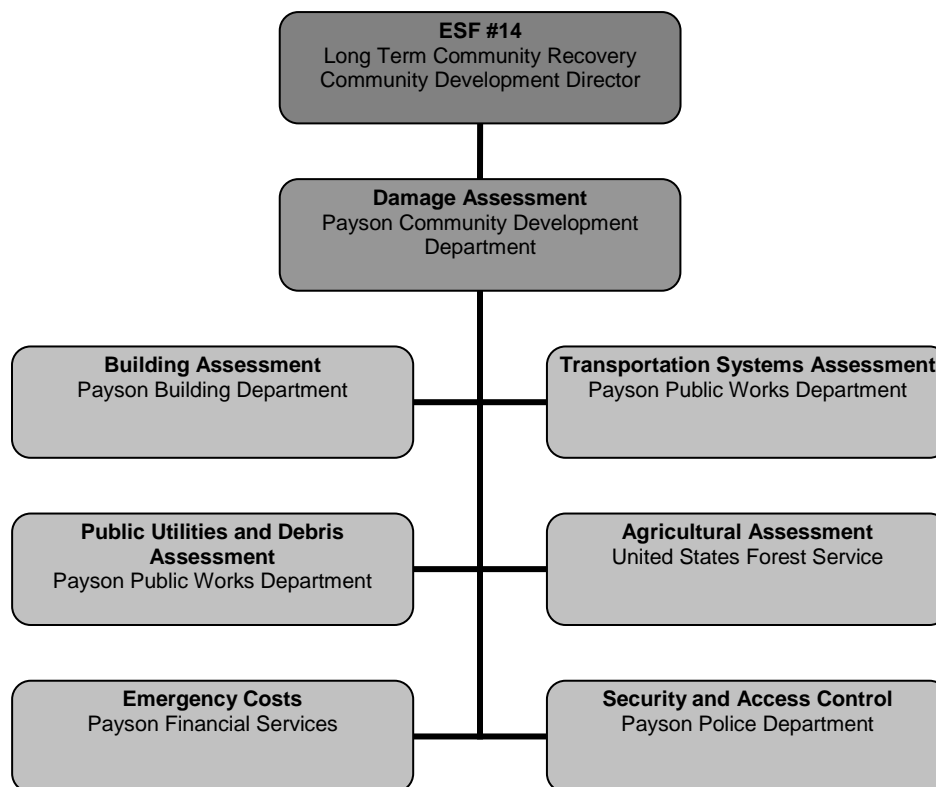 ESF #14
Long Term Community Recovery
Community Development Director
Damage Assessment
Payson Community Development
Department
Building Assessment
Payson Building Department
Transportation Systems Assessment
Payson Public Works Department
Public Utilities and Debris
Assessment
Payson Public Works Department
Agricultural Assessment
United States Forest Service
Emergency Costs
Payson Financial Services
Security and Access Control
Payson Police Department